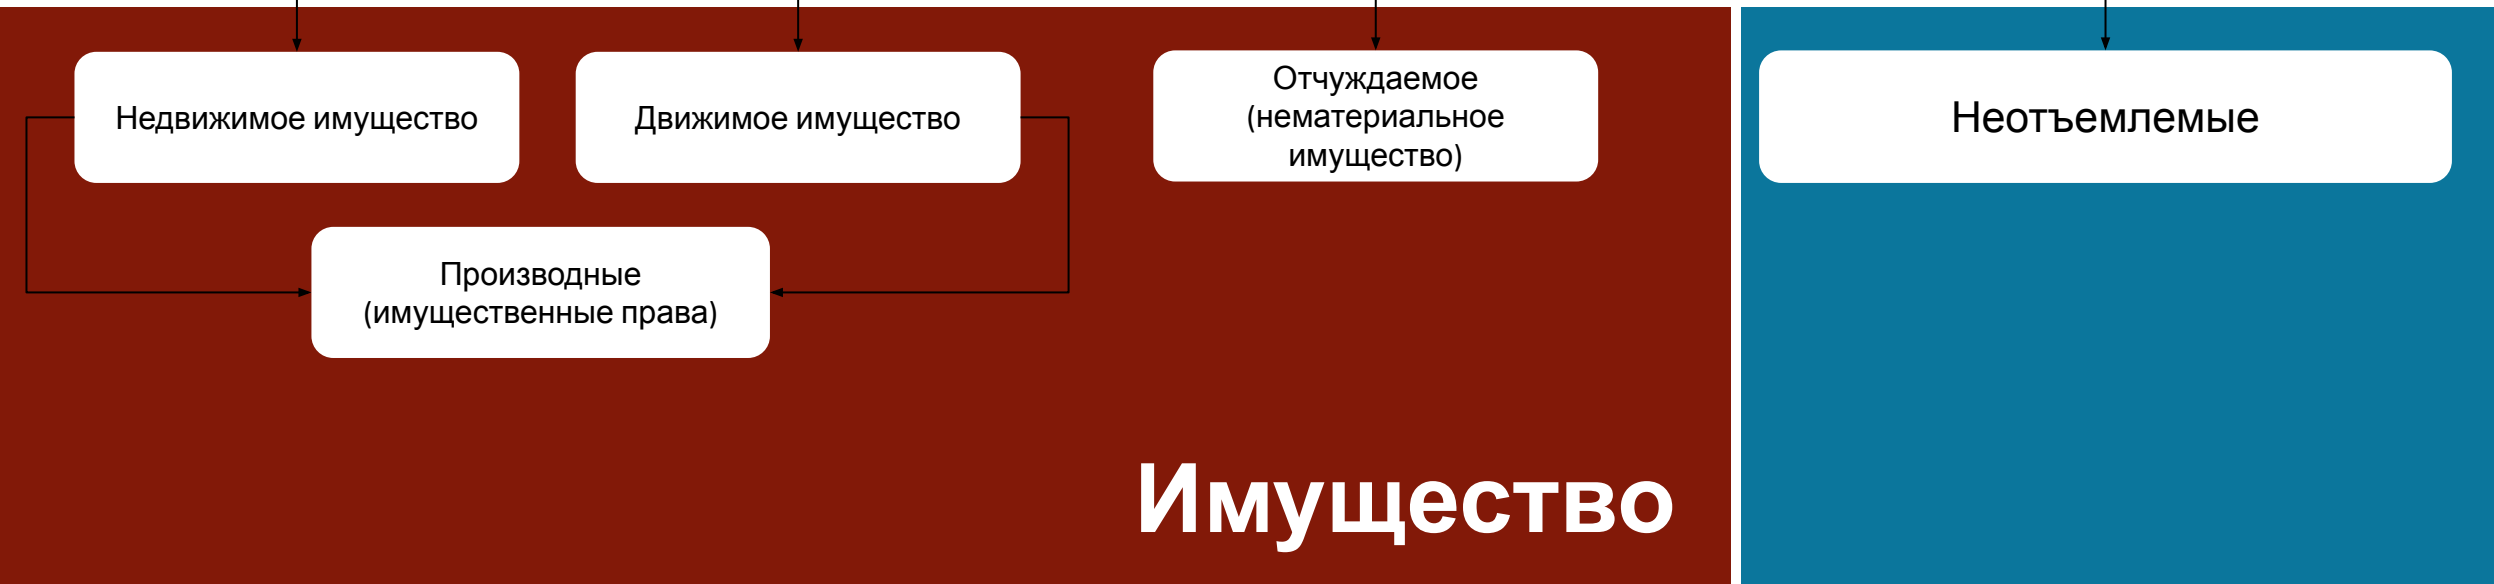 Недвижимое имущество
Движимое имущество
Отчуждаемое
(нематериальное
имущество)
Неотъемлемые
Производные
(имущественные права)
Имущество